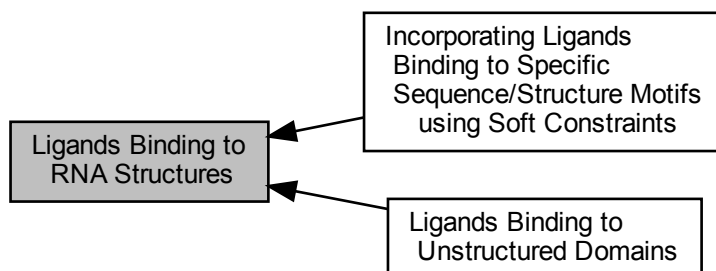 Ligands Binding to
RNA Structures
Incorporating Ligands
Binding to Specific
Sequence/Structure Motifs
using Soft Constraints
Ligands Binding to
Unstructured Domains